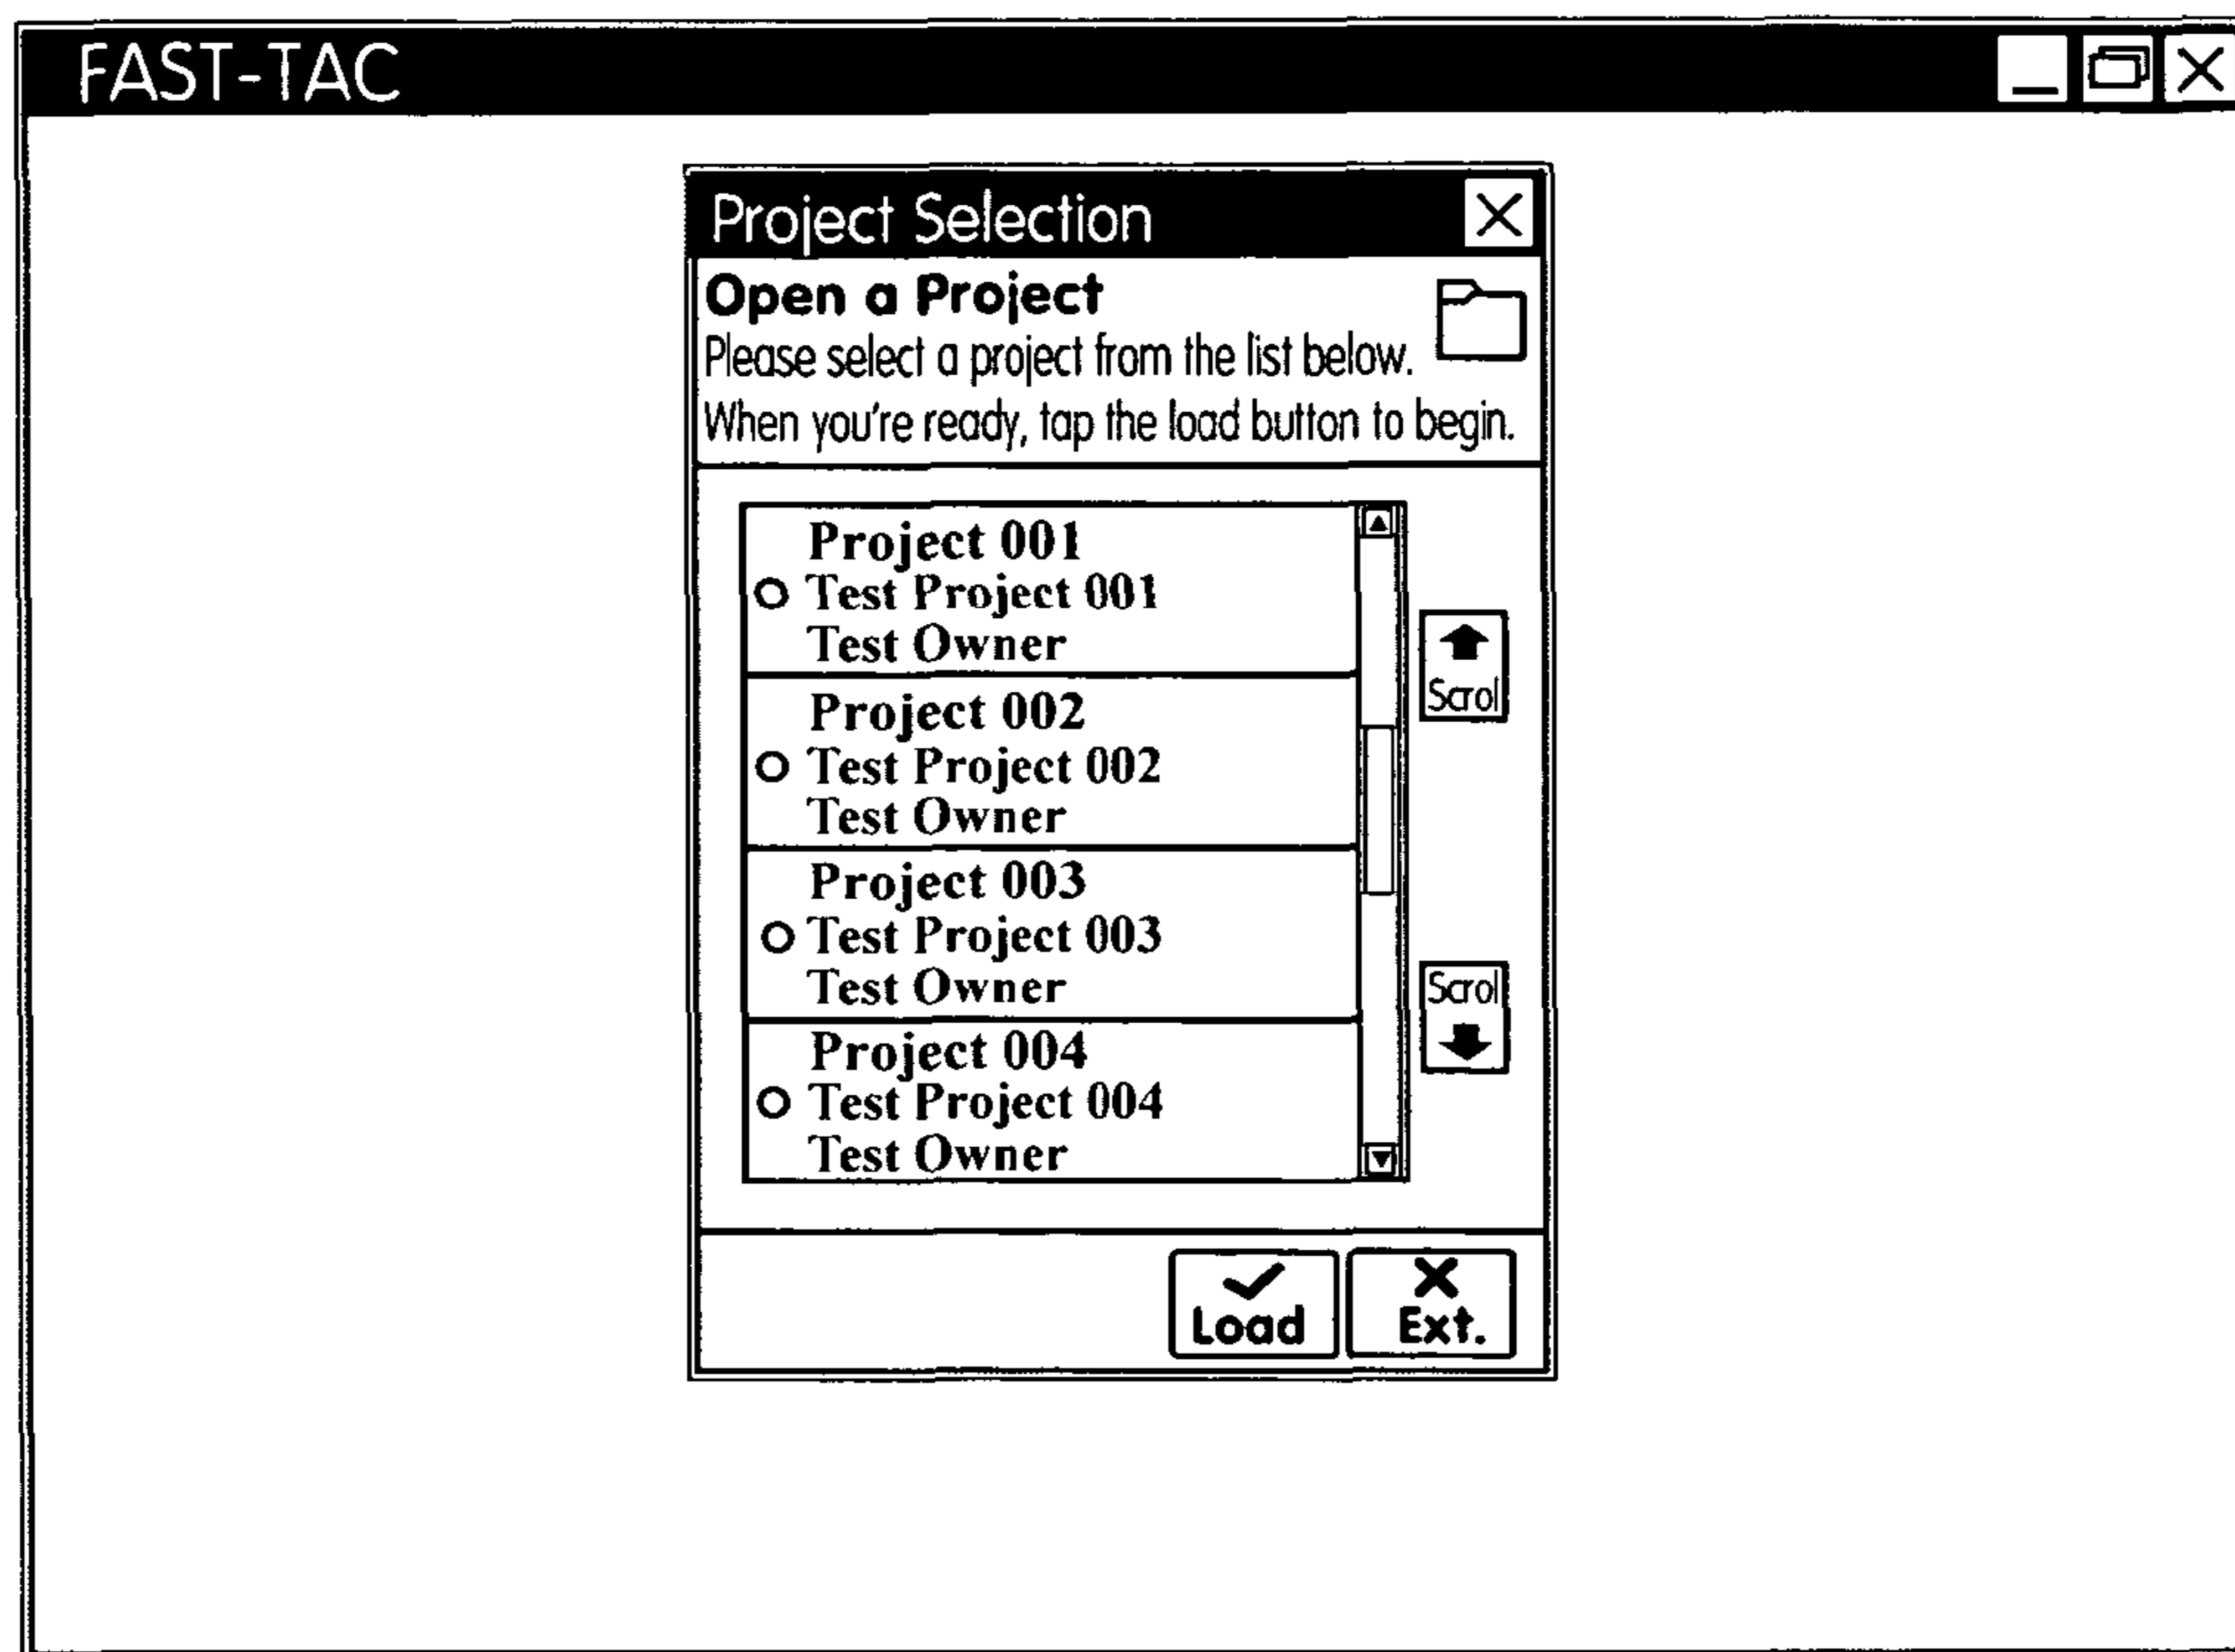 FAST-TAC
Project Selection
Open a Project
Please select a project from the list below.
When you're ready, tap the load button to begin.
Project 001
Test Project 001
Test Owner
Scrol
Project 002
Test Project 002
Test Owner
Project 003
Test Project 003
Test Owner
Scrol
Project 004
Test Project 004
Test Owner
Load
Ext.